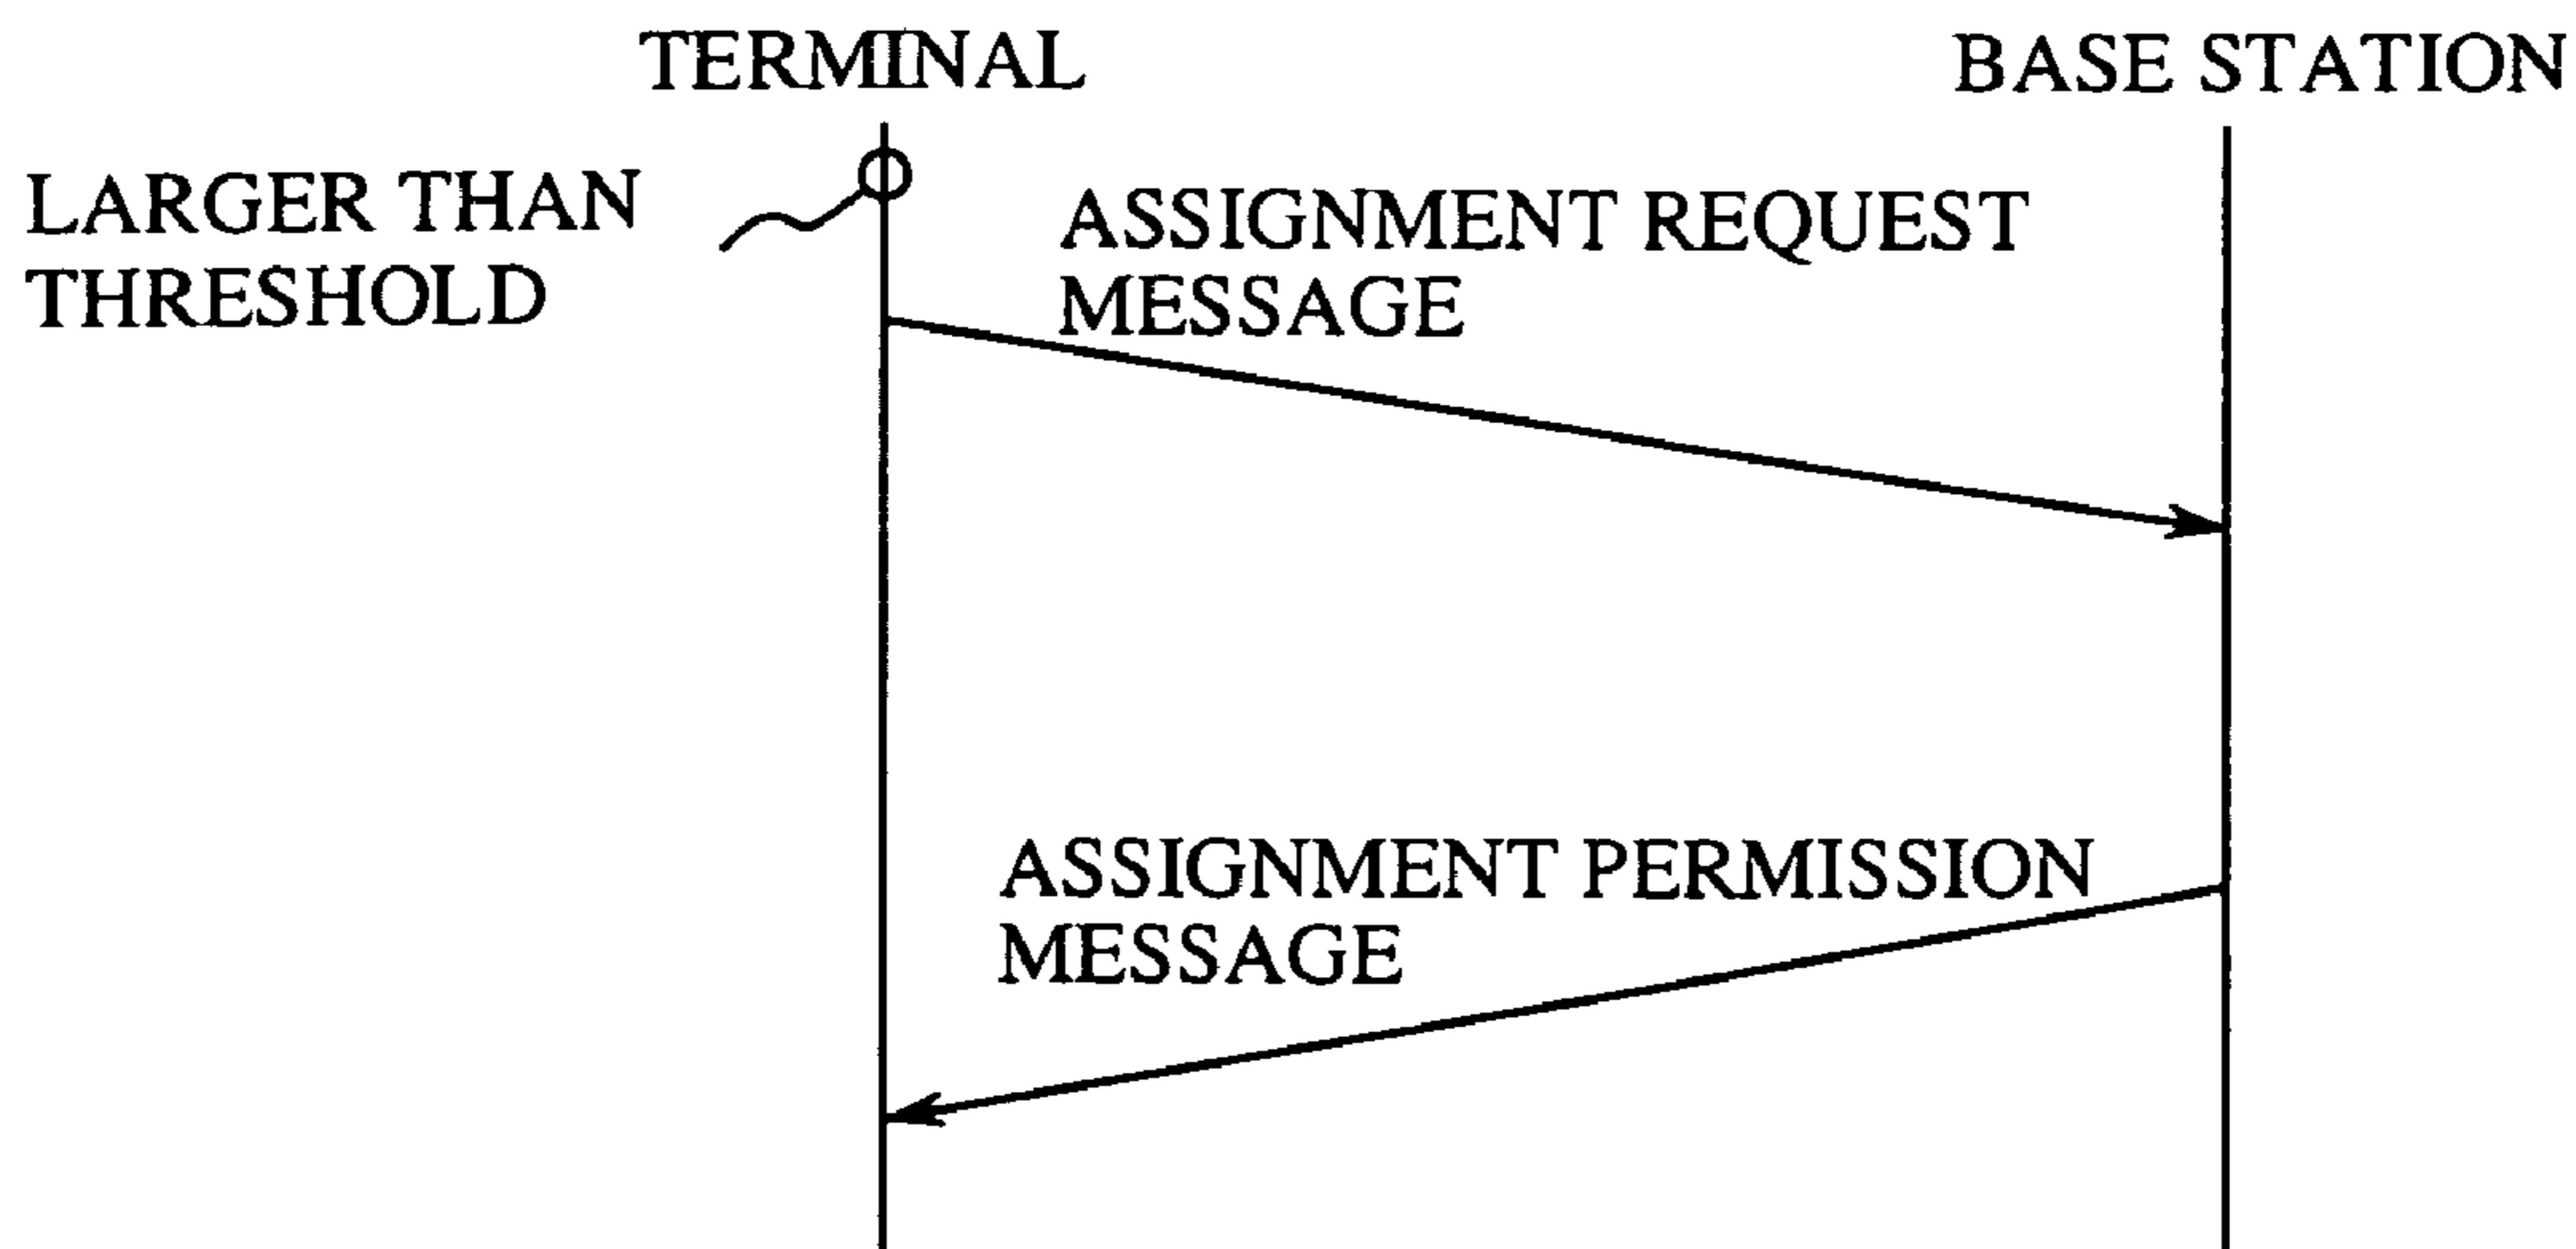 TERMINAL
BASE STATION
LARGER THAN
THRESHOLD
ASSIGNMENT REQUEST
MESSAGE
ASSIGNMENT PERMISSION
MESSAGE